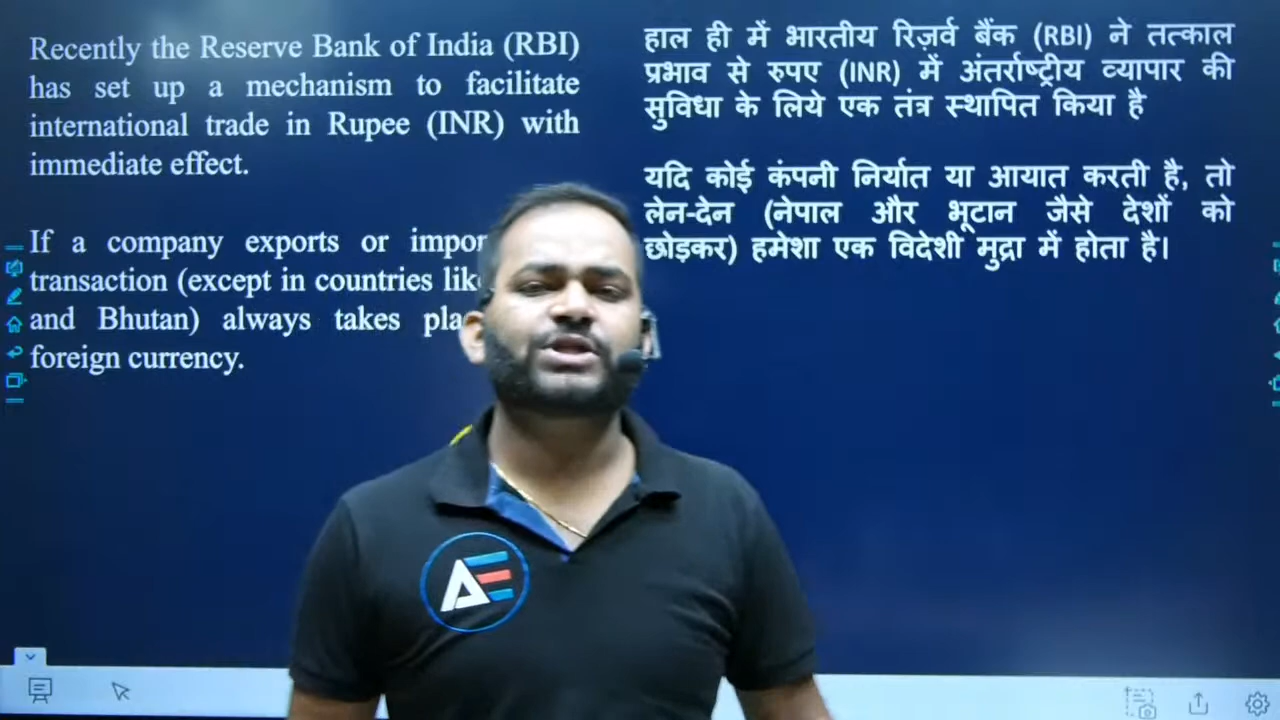 Recently the Reserve Bank of India (RBI)
has set up a mechanism to facilitate
international trade in Rupee (INR) with
immediate effect.
If a company exports or
transaction (except in countries
and Bhutan) always takes
foreign currency.
हाल ही में भारतीय रिज़र्व बैंक (RBI) ने तत्काल
प्रभाव से रुपए (INR) में अंतर्राष्ट्रीय व्यापार की
सुविधा के लिये एक तंत्र स्थापित किया है
यदि कोई कंपनी निर्यात या आयात करती है, तो
लेन-देन (नेपाल और भूटान जैसे देशों को
छोड़कर) हमेशा एक विदेशी मुद्रा में होता है।
AE